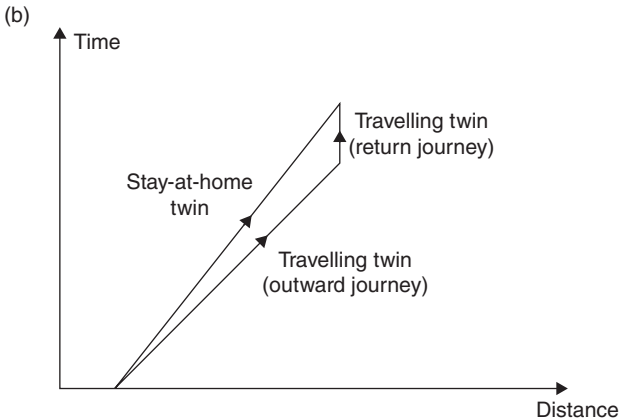 (b)
Time
Travelling twin
(return journey)
Stay-at-home
twin
Travelling twin
(outward journey)
Distance